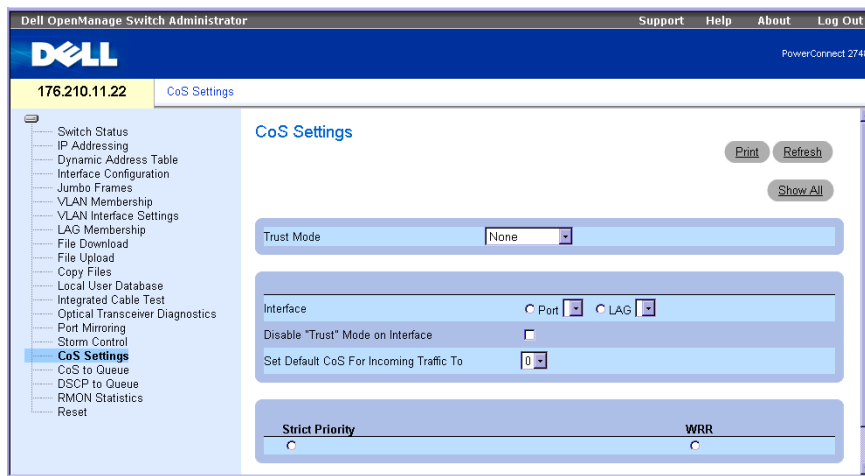 Dell OpenManage Switch Administrator
Support Help About Log Out
DELL
PowerConnect 2748
176.210.11.22
CoS Settings
Switch Status
IP Addressing
Dynamic Address Table
Interface Configuration
Jumbo Frames
VLAN Membership
VLAN Interface Settings
LAG Membership
File Download
File Upload
Copy Files
Local User Database
Integrated Cable Test
Optical Transceiver Diagnostics
Port Mirroring
Storm Control
CoS Settings
CoS to Queue
DSCP to Queue
RMON Statistics
Reset
CoS Settings
Print Refresh
Show All
Trust Mode None
Interface Port LAG
Disable "Trust" Mode on Interface
Set Default CoS For Incoming Traffic To 0
Strict Priority WRR